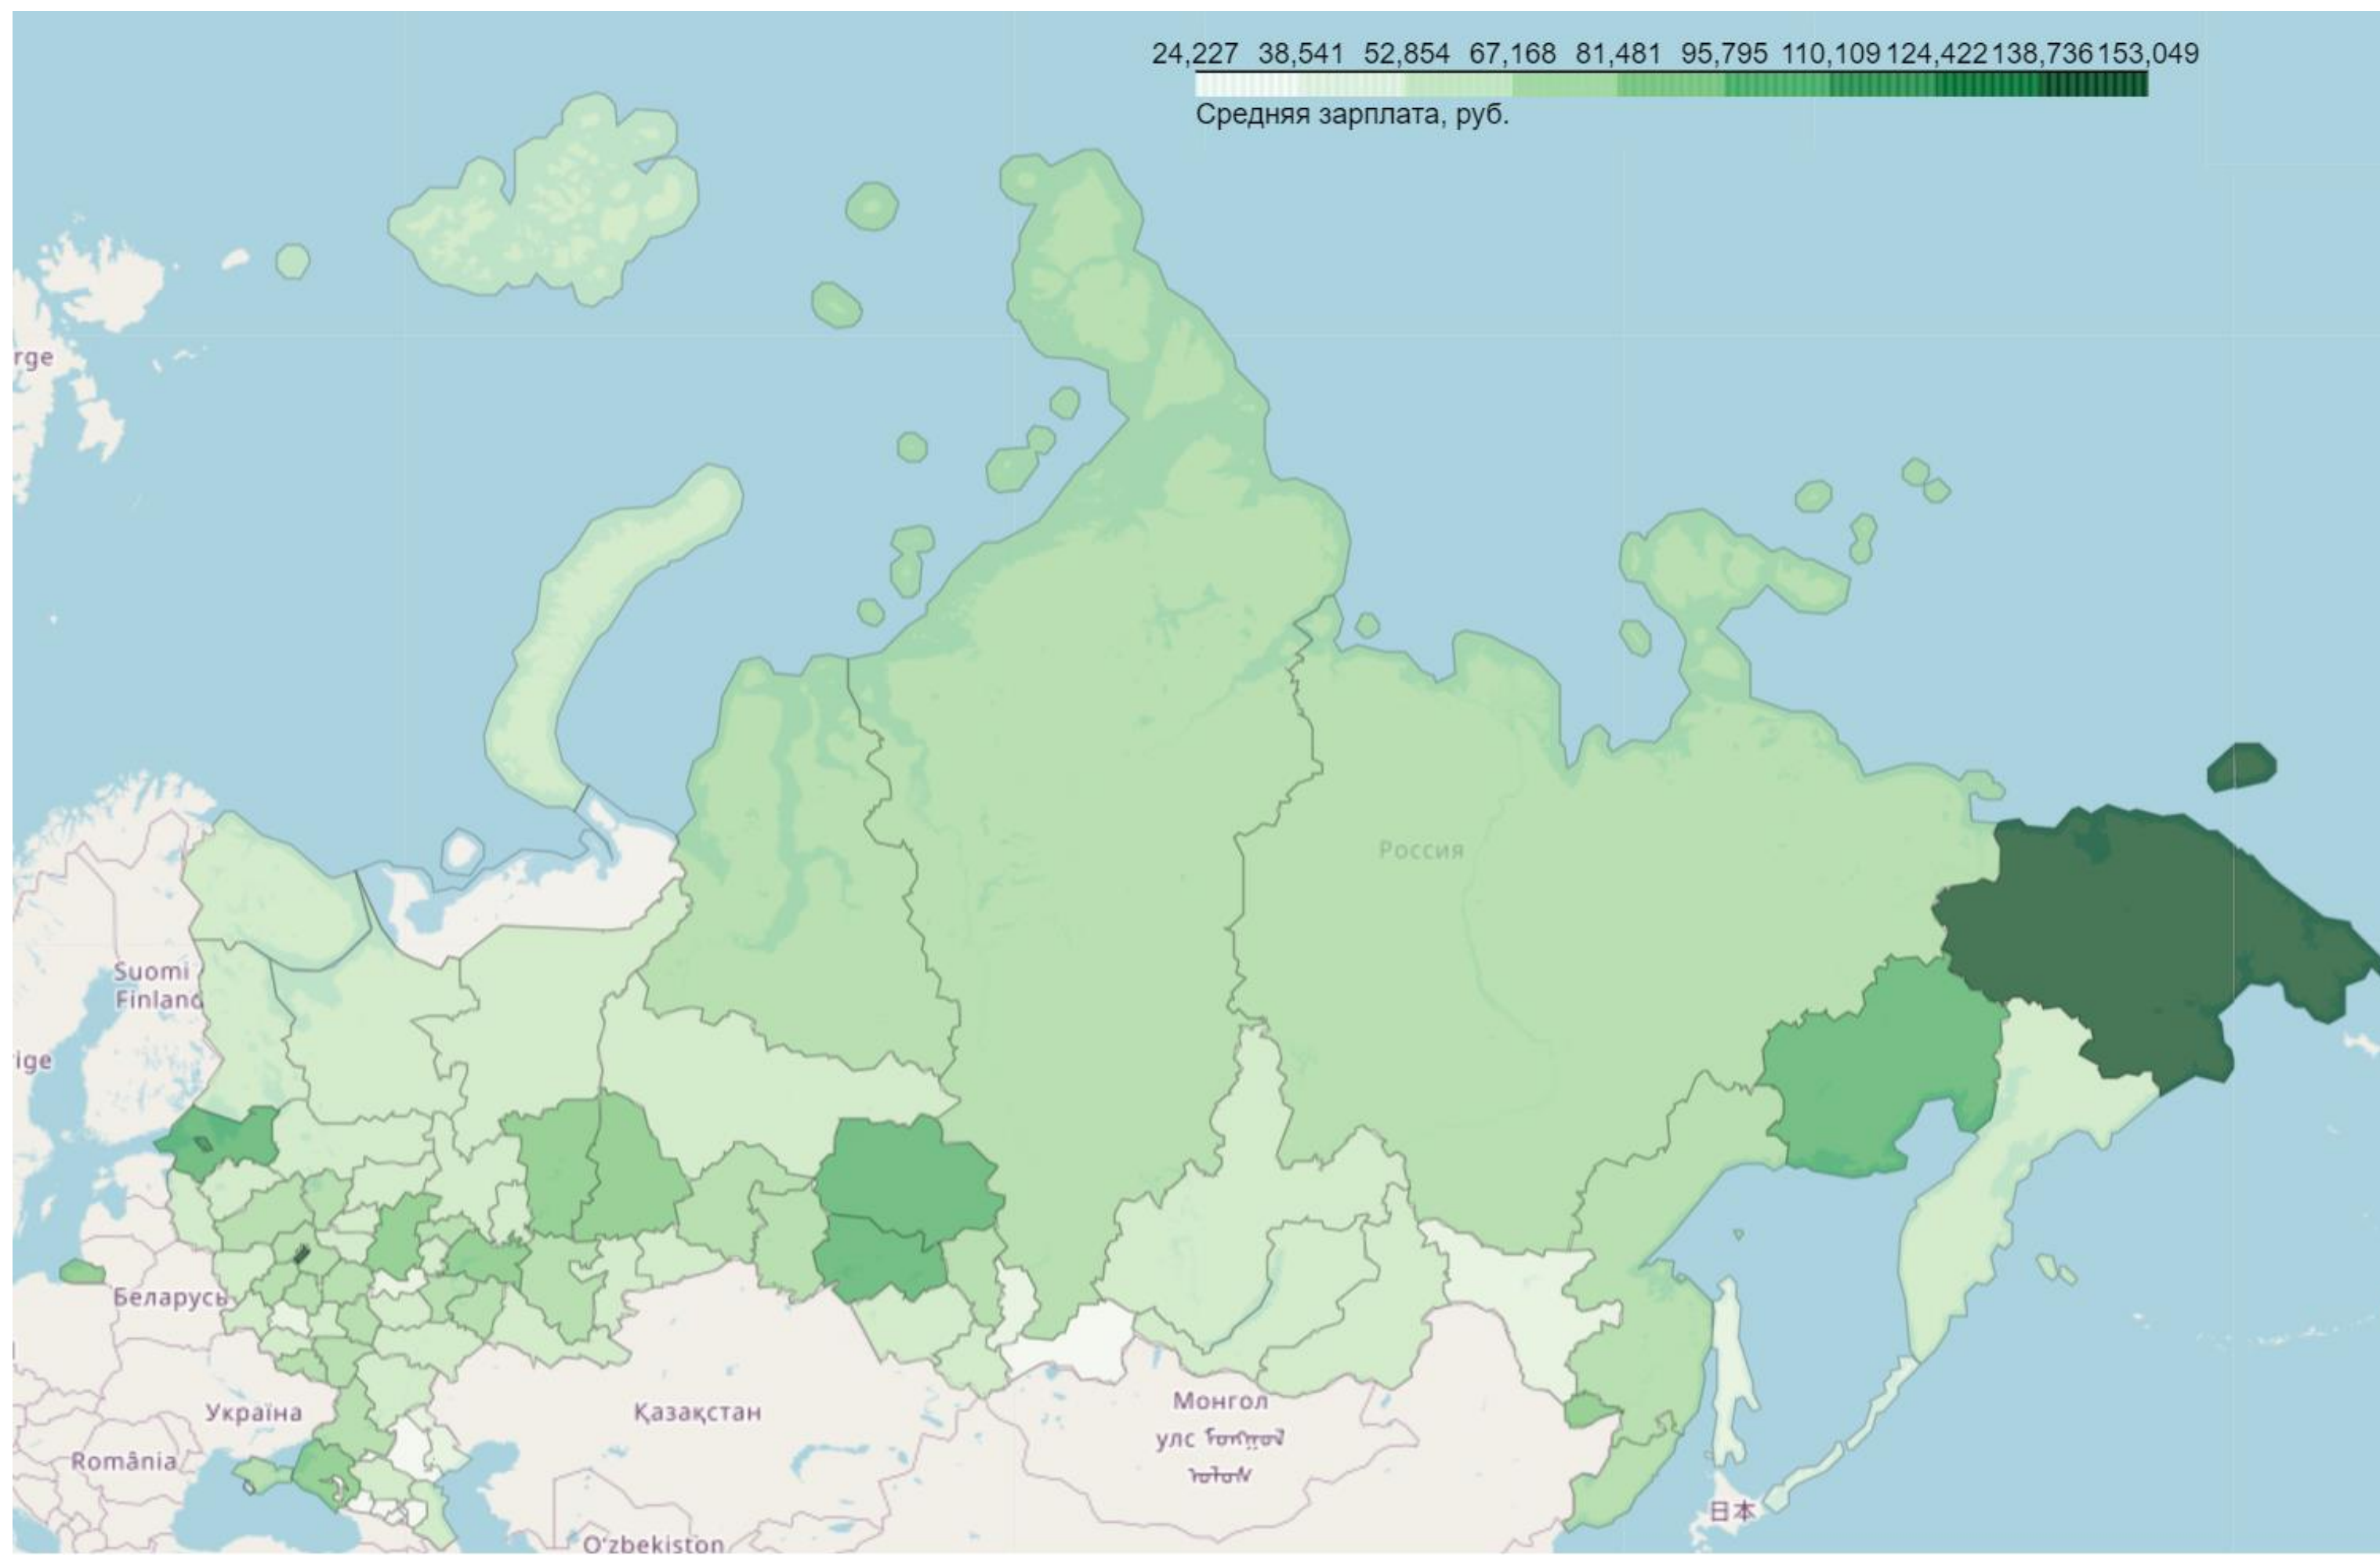 24,227 38,541 52,854 67,168 81,481 95,795 110,109 124,422 138,736 153,049
Средняя зарплата, руб.
rge
Россия
Suomi
Finland
ige
Беларусь
Україна
Қазақстан
Монгол
улс
România
日本
O'zbekiston